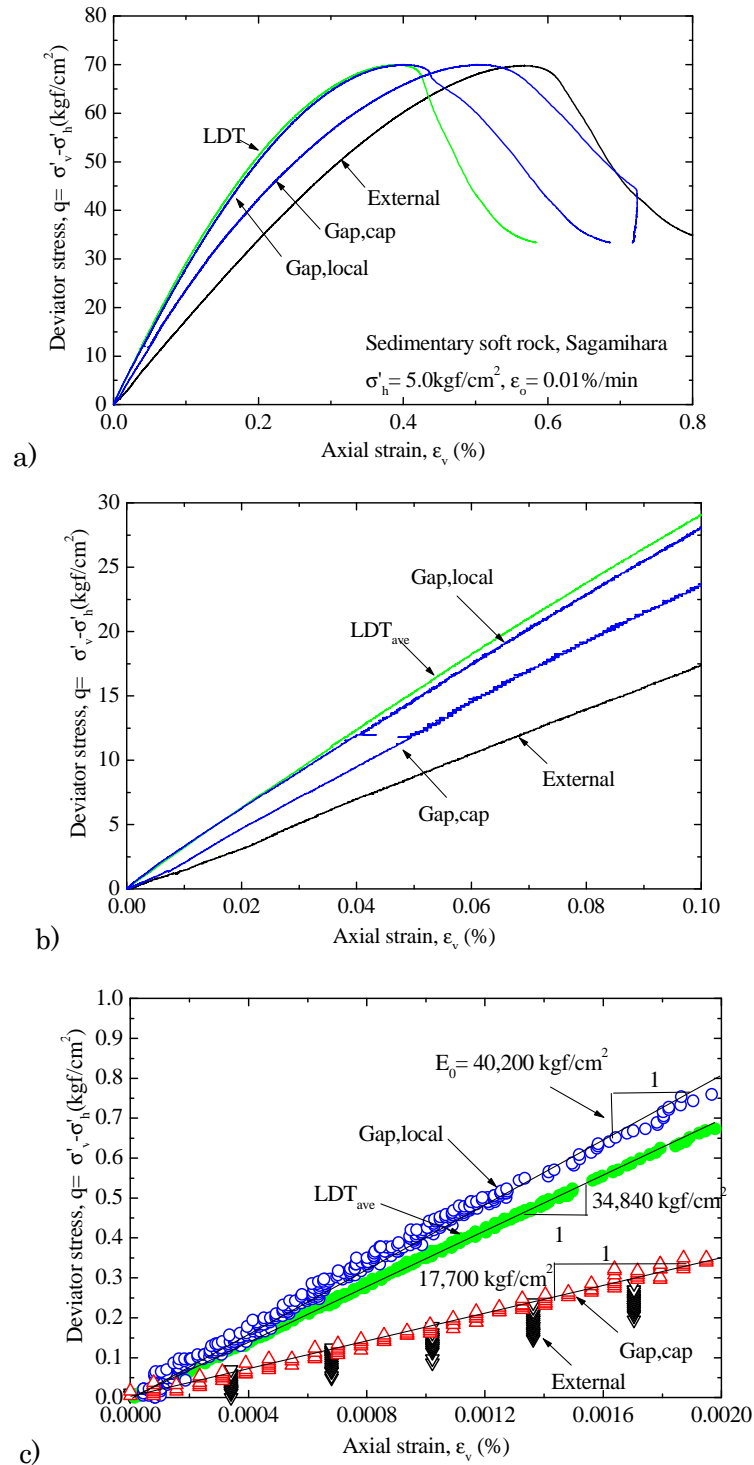 80
70
60
50
40
30
20
10
0
Deviator stress, q= σ'v-σ'h(kgf/cm2)
LDT
External
Gap,cap
Gap,local
Sedimentary soft rock, Sagamihara
σ'h= 5.0kgf/cm2, εo= 0.01%/min
0.0 0.2 0.4 0.6 0.8
Axial strain, εv (%)
a)
30
25
20
15
10
5
0
Deviator stress, q= σ'v-σ'h(kgf/cm2)
Gap,local
LDTave
External
Gap,cap
0.00 0.02 0.04 0.06 0.08 0.10
Axial strain, εv (%)
b)
1.0
0.9
0.8
0.7
0.6
0.5
0.4
0.3
0.2
0.1
0.0
Deviator stress, q= σ'v-σ'h(kgf/cm2)
E0= 40,200 kgf/cm2
1
Gap,local
LDTave
34,840 kgf/cm2
1
17,700 kgf/cm2
1
Gap,cap
External
0.0000 0.0004 0.0008 0.0012 0.0016 0.0020
Axial strain, εv (%)
c)